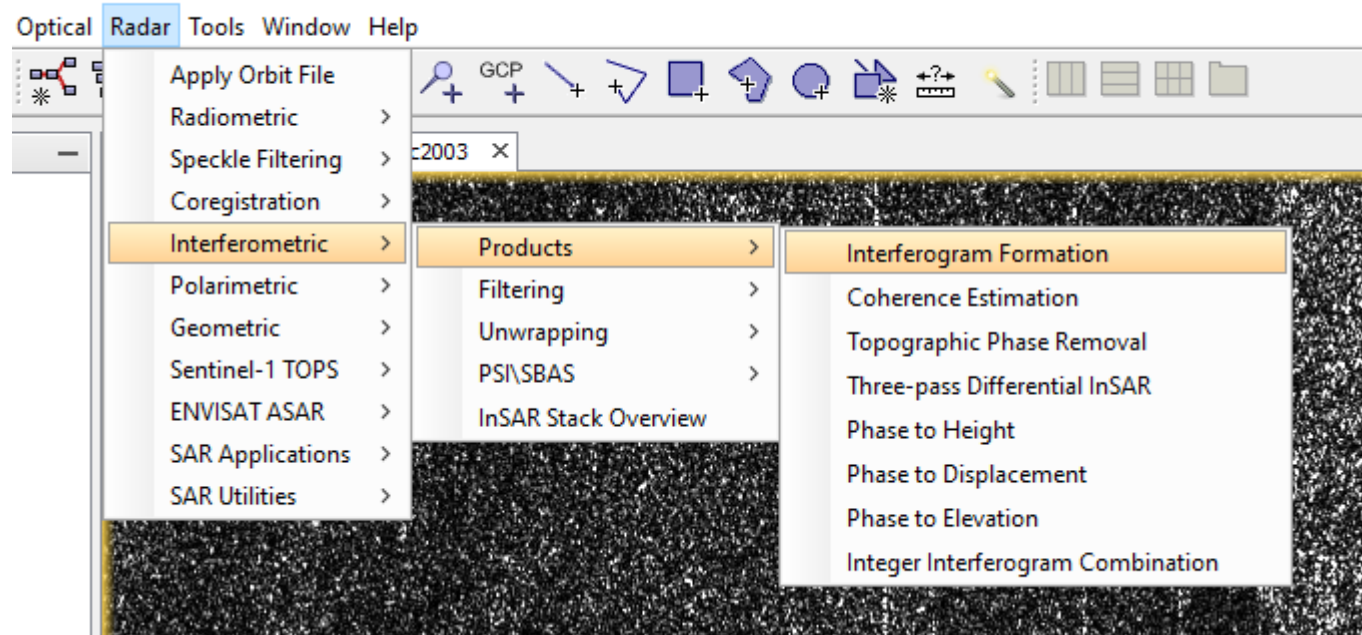 Optical Radar Tools Window Help
GCP
Apply Orbit File
Radiometric
Speckle Filtering
Coregistration
Interferometric
Polarimetric
Geometric
Sentinel-1 TOPS
ENVISAT ASAR
SAR Applications
SAR Utilities
c2003
Products
Filtering
Unwrapping
PSI\SBAS
InSAR Stack Overview
Interferogram Formation
Coherence Estimation
Topographic Phase Removal
Three-pass Differential InSAR
Phase to Height
Phase to Displacement
Phase to Elevation
Integer Interferogram Combination